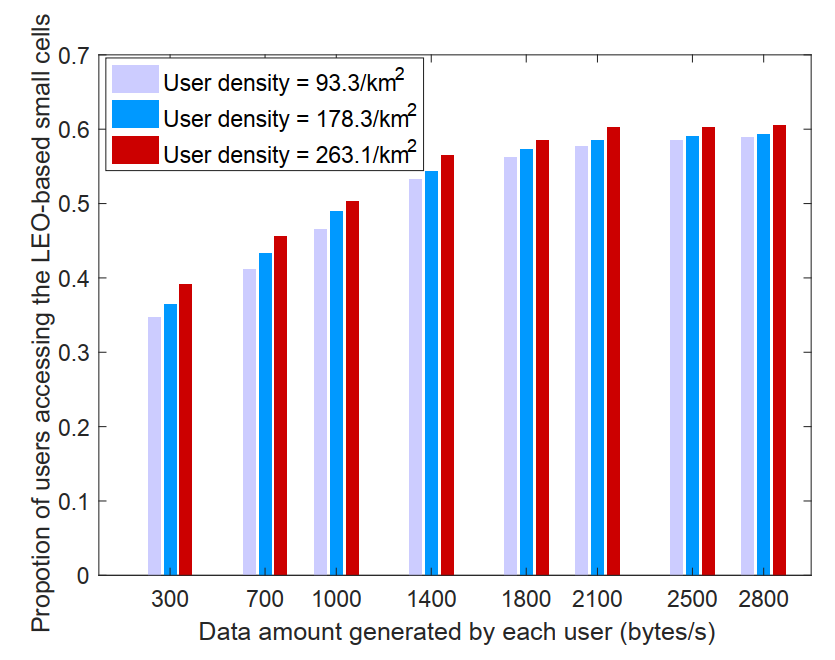 Propotion of users accessing the LEO-based small cells
0.7
0.6
0.5
0.4
0.3
0.2
0.1
0
User density = 93.3/km²
User density = 178.3/km²
User density = 263.1/km²
300 700 1000 1400 1800 2100 2500 2800
Data amount generated by each user (bytes/s)